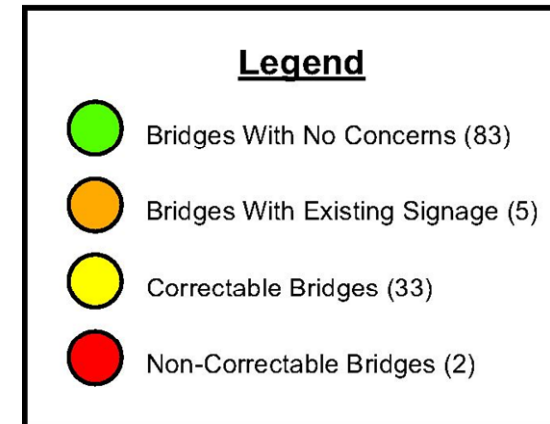 Legend
Bridges With No Concerns (83)
Bridges With Existing Signage (5)
Correctable Bridges (33)
Non-Correctable Bridges (2)